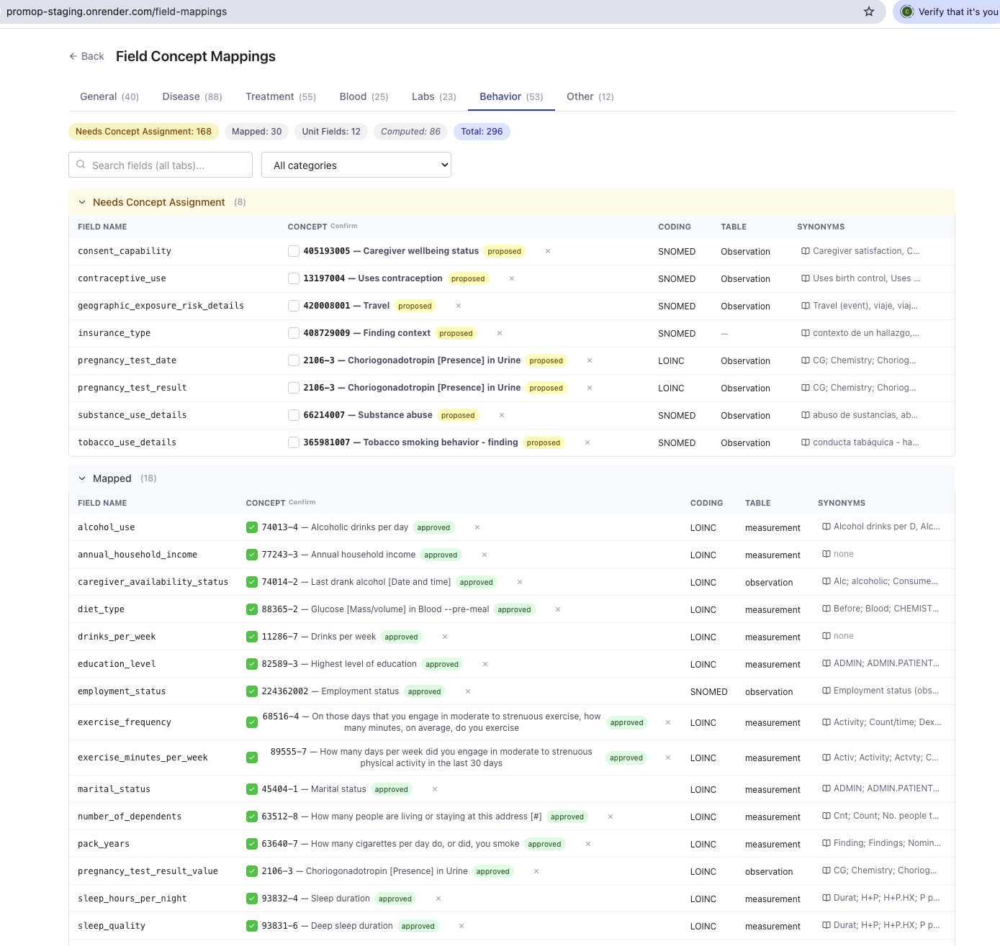 promop-staging.onrender.com/field-mappings
Verify that it's you
← Back Field Concept Mappings
General (40) Disease (88) Treatment (55) Blood (25) Labs (23) Behavior (53) Other (12)
Needs Concept Assignment: 168 Mapped: 30 Unit Fields: 12 Computed: 86 Total: 296
Search fields (all tabs)... All categories
Needs Concept Assignment (8)
FIELD NAME CONCEPT Confirm CODING TABLE SYNONYMS
consent_capability 405193005 — Caregiver wellbeing status proposed × SNOMED Observation Caregiver satisfaction, C...
contraceptive_use 13197004 — Uses contraception proposed × SNOMED Observation Uses birth control, Uses ...
geographic_exposure_risk_details 420008001 — Travel proposed × SNOMED Observation Travel (event), viaje, viaj...
insurance_type 408729009 — Finding context proposed × SNOMED — contexto de un hallazgo,...
pregnancy_test_date 2106-3 — Choriogonadotropin [Presence] in Urine proposed × LOINC Observation CG; Chemistry; Choriog...
pregnancy_test_result 2106-3 — Choriogonadotropin [Presence] in Urine proposed × LOINC Observation CG; Chemistry; Choriog...
substance_use_details 66214007 — Substance abuse proposed × SNOMED Observation abuso de sustancias, ab...
tobacco_use_details 365981007 — Tobacco smoking behavior - finding proposed × SNOMED Observation conducta tabáquica - ha...
Mapped (18)
FIELD NAME CONCEPT Confirm CODING TABLE SYNONYMS
alcohol_use 74013-4 — Alcoholic drinks per day approved × LOINC measurement Alcohol drinks per D, Alc...
annual_household_income 77243-3 — Annual household income approved × LOINC measurement none
caregiver_availability_status 74014-2 — Last drank alcohol [Date and time] approved × LOINC observation Alc; alcoholic; Consume...
diet_type 88365-2 — Glucose [Mass/volume] in Blood --pre-meal approved × LOINC measurement Before; Blood; CHEMIST...
drinks_per_week 11286-7 — Drinks per week approved × LOINC measurement none
education_level 82589-3 — Highest level of education approved × LOINC measurement ADMIN; ADMIN.PATIENT...
employment_status 224362002 — Employment status approved × SNOMED observation Employment status (obs...
exercise_frequency 68516-4 — On those days that you engage in moderate to strenuous exercise, how
many minutes, on average, do you exercise approved × LOINC measurement Activity; Count/time; Dex...
exercise_minutes_per_week 89555-7 — How many days per week did you engage in moderate to strenuous
physical activity in the last 30 days approved × LOINC measurement Activ; Activity; Actvty; C...
marital_status 45404-1 — Marital status approved × LOINC measurement ADMIN; ADMIN.PATIENT...
number_of_dependents 63512-8 — How many people are living or staying at this address [#] approved × LOINC measurement Cnt; Count; No. people t...
pack_years 63640-7 — How many cigarettes per day do, or did, you smoke approved × LOINC measurement Finding; Findings; Nomin...
pregnancy_test_result_value 2106-3 — Choriogonadotropin [Presence] in Urine approved × LOINC observation CG; Chemistry; Choriog...
sleep_hours_per_night 93832-4 — Sleep duration approved × LOINC measurement Durat; H+P; H+P.HX; P p...
sleep_quality 93831-6 — Deep sleep duration approved × LOINC measurement Durat; H+P; H+P.HX; P p...